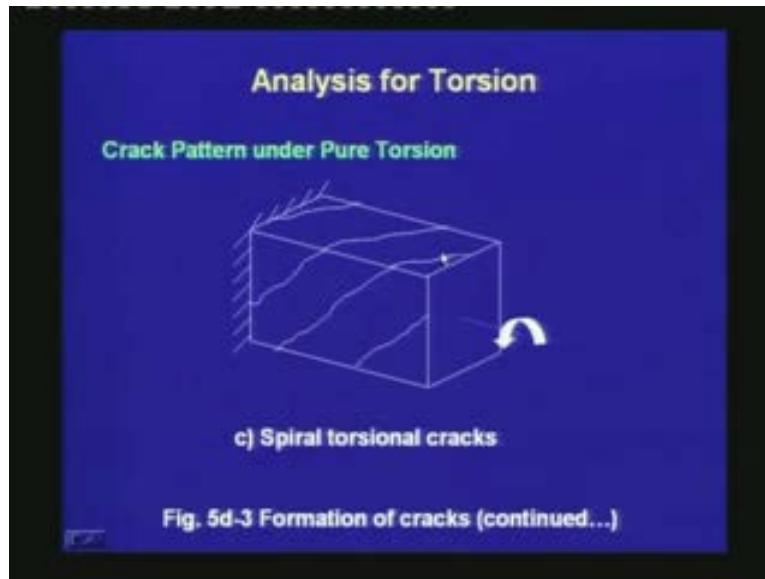 Analysis for Torsion
Crack Pattern under Pure Torsion
c) Spiral torsional cracks
Fig. 5d-3 Formation of cracks (continued...)